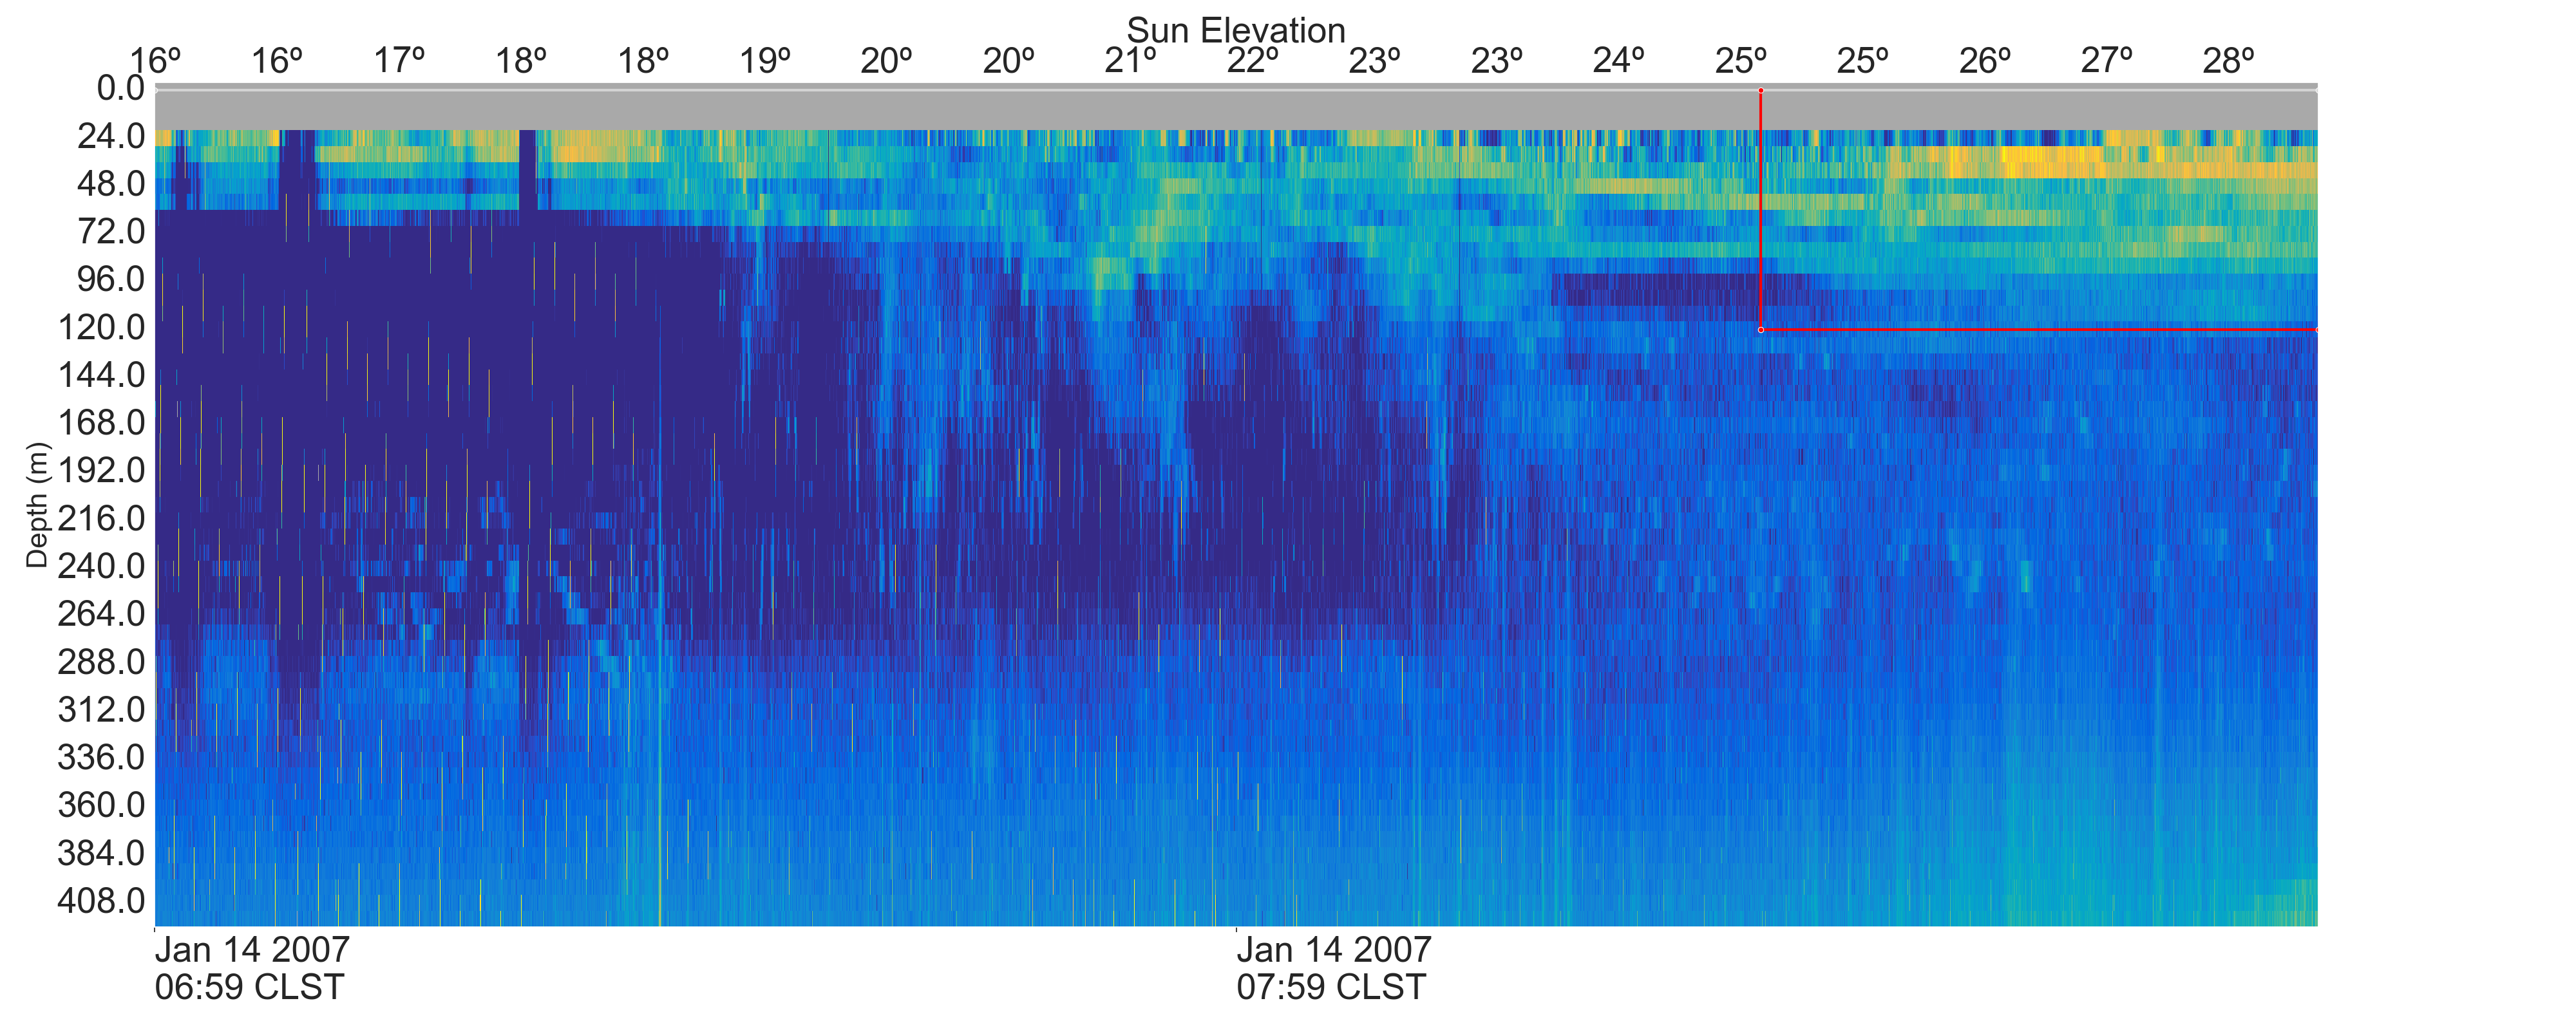 Sun Elevation
16º 16º 17º 18º 18º 19º 20º 20º 21º 22º 23º 23º 24º 25º 25º 26º 27º 28º
0.0
24.0
48.0
72.0
96.0
120.0
144.0
168.0
192.0
216.0
240.0
264.0
288.0
312.0
336.0
360.0
384.0
408.0
Depth (m)
Jan 14 2007
06:59 CLST
Jan 14 2007
07:59 CLST